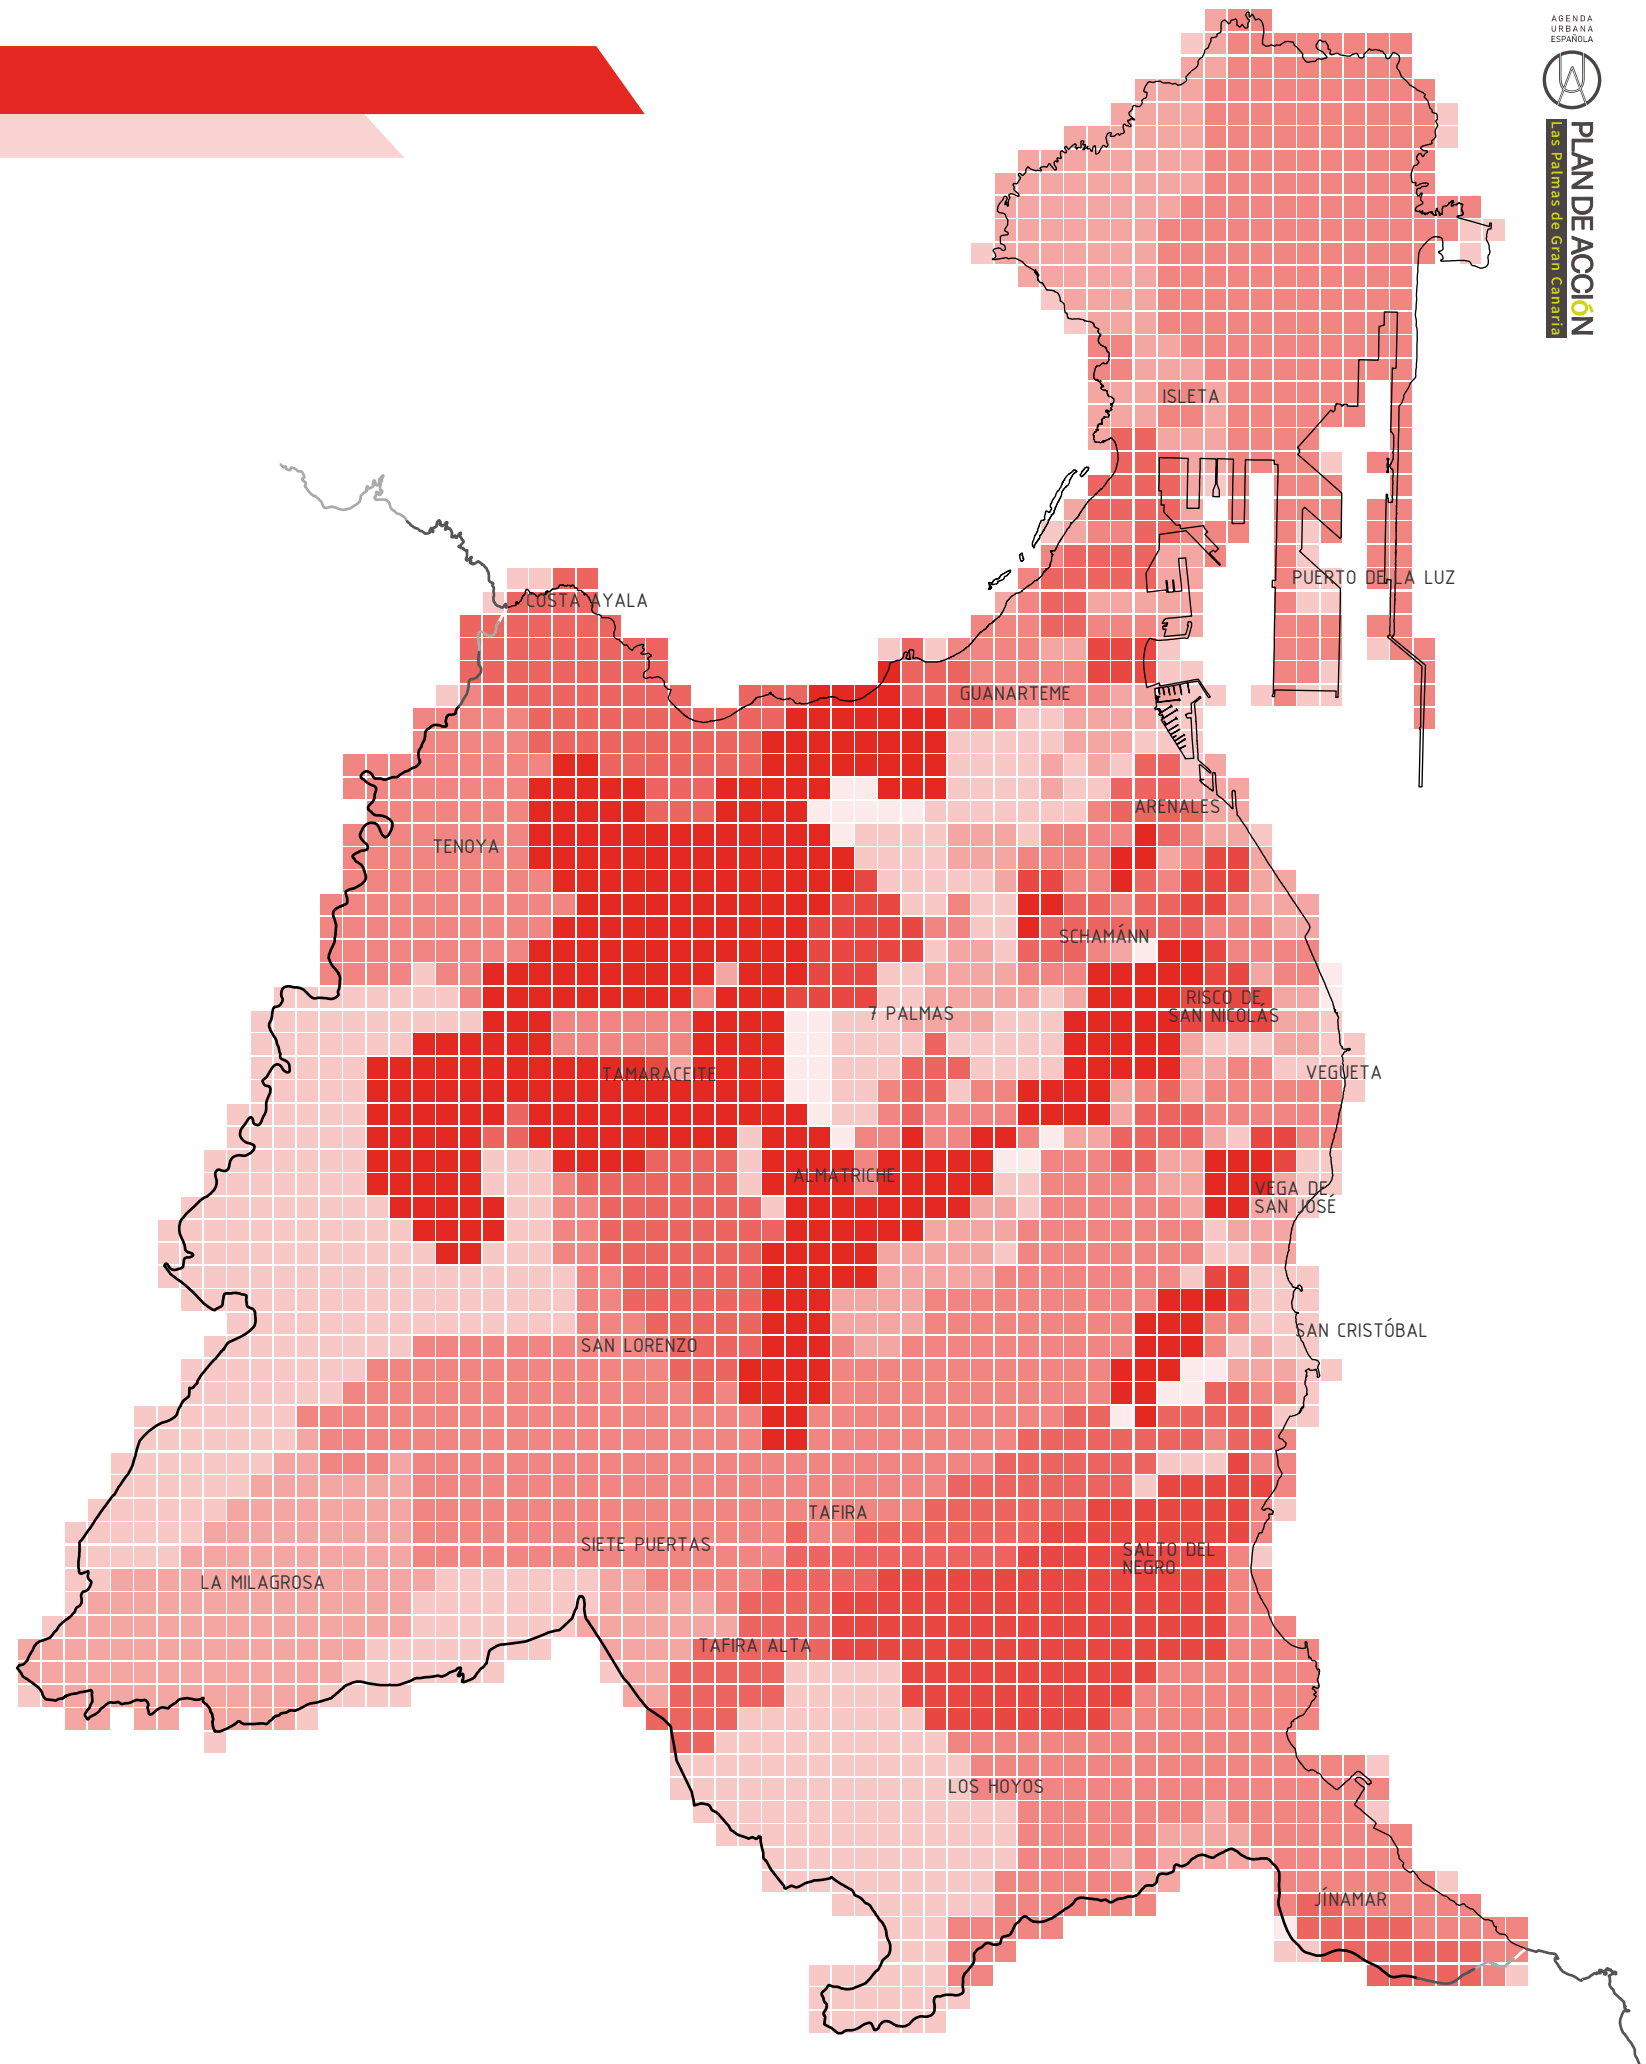 AGENDA
URBANA
ESPAÑOLA
PLAN DE ACCIÓN
Las Palmas de Gran Canaria
ISLETA
PUERTO DE LA LUZ
COSTA AYALA
GUANARTEME
ARENALES
TENOYA
SCHAMÁNN
RISCO DE
SAN NICOLÁS
7 PALMAS
TAMARACEITE
VEGUETA
ALMATRICHE
VEGA DE
SAN JOSÉ
SAN CRISTÓBAL
SAN LORENZO
TAFIRA
SIETE PUERTAS
SALTO DEL
NEGRO
LA MILAGROSA
TAFIRA ALTA
LOS HOYOS
JÍNAMAR